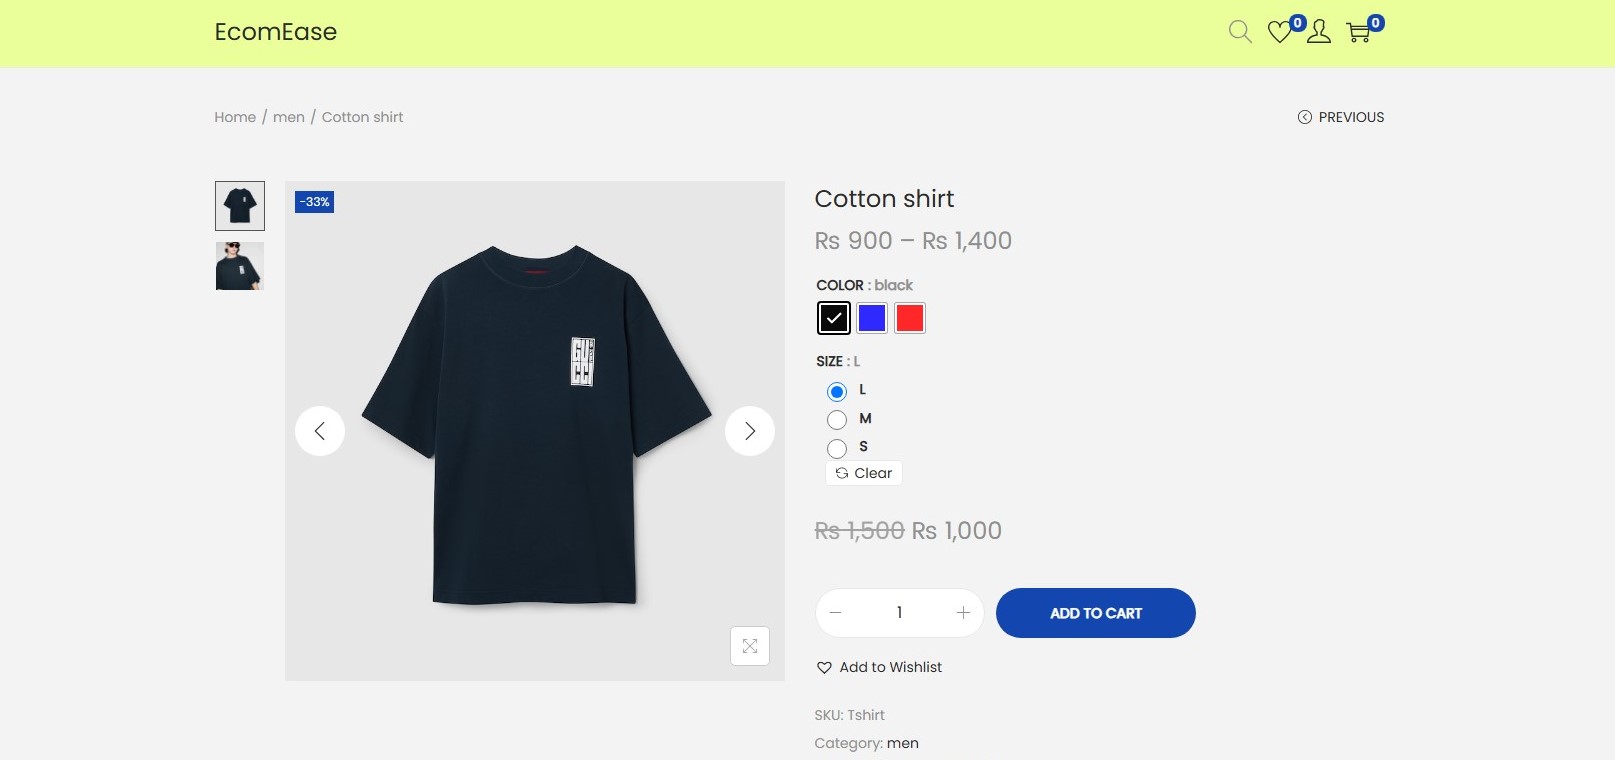 EcomEase
0
0
Home / men / Cotton shirt
PREVIOUS
-33%
Cotton shirt
₨ 900 – ₨ 1,400
COLOR : black
SIZE : L
L
M
S
Clear
₨ 1,500 ₨ 1,000
1
ADD TO CART
Add to Wishlist
SKU: Tshirt
Category: men